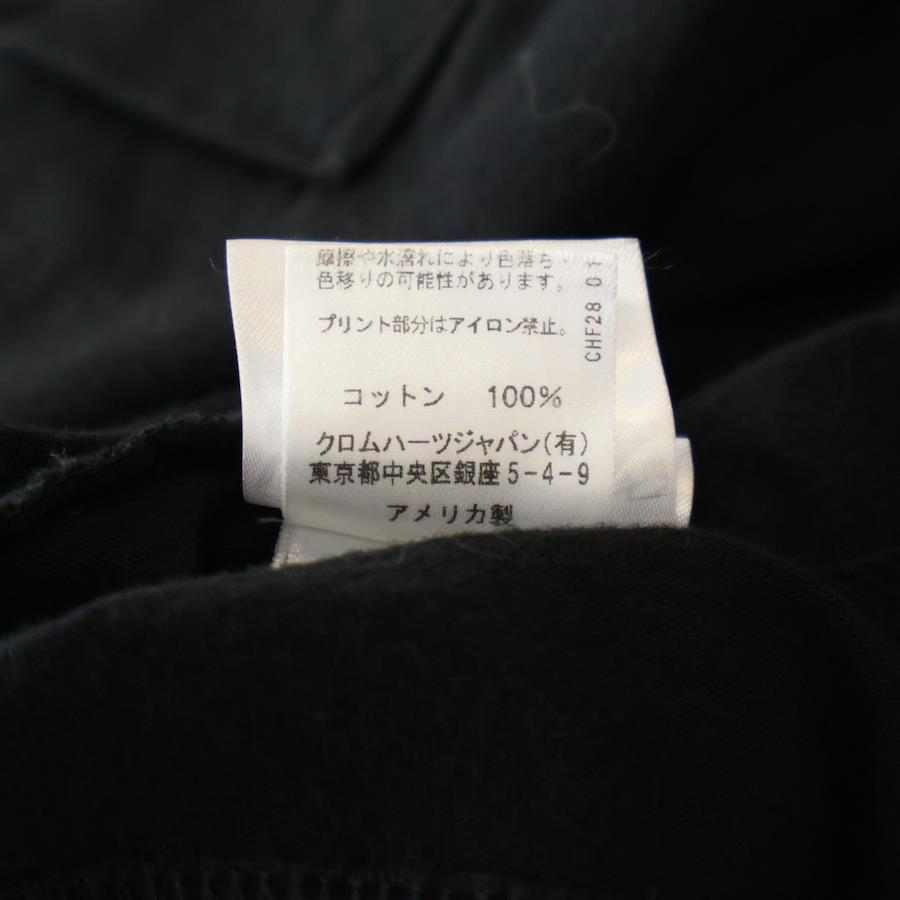 摩擦や水濡れにより色落ち・
色移りの可能性があります。
プリント部分はアイロン禁止。
コットン 100%
クロムハーツジャパン(有)
東京都中央区銀座5-4-9
アメリカ製
CHF28 01